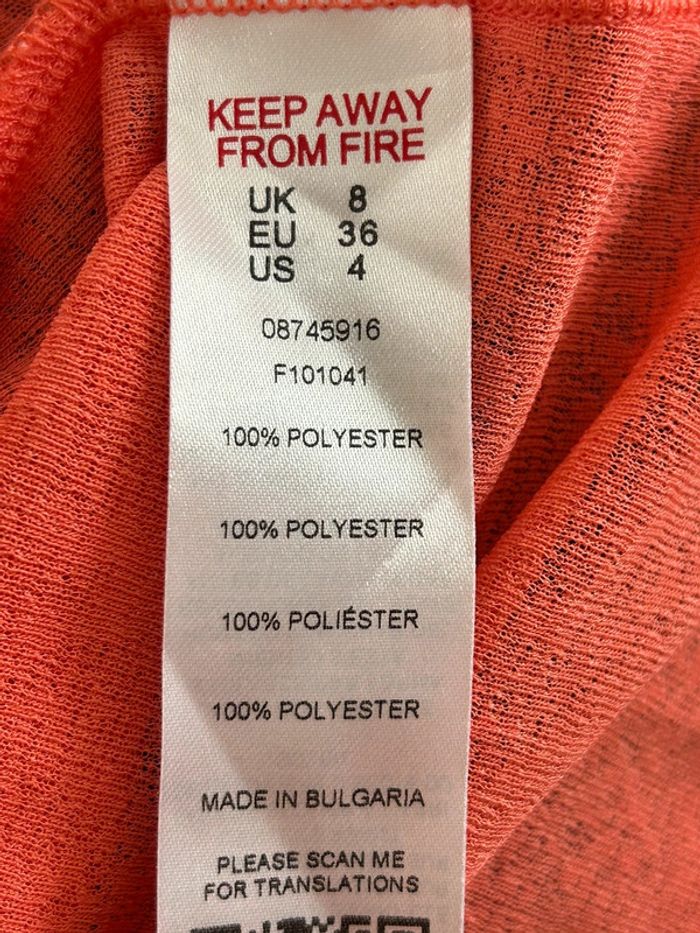 KEEP AWAY
FROM FIRE
UK 8
EU 36
US 4
08745916
F101041
100% POLYESTER
100% POLYESTER
100% POLIÉSTER
100% POLYESTER
MADE IN BULGARIA
PLEASE SCAN ME
FOR TRANSLATIONS